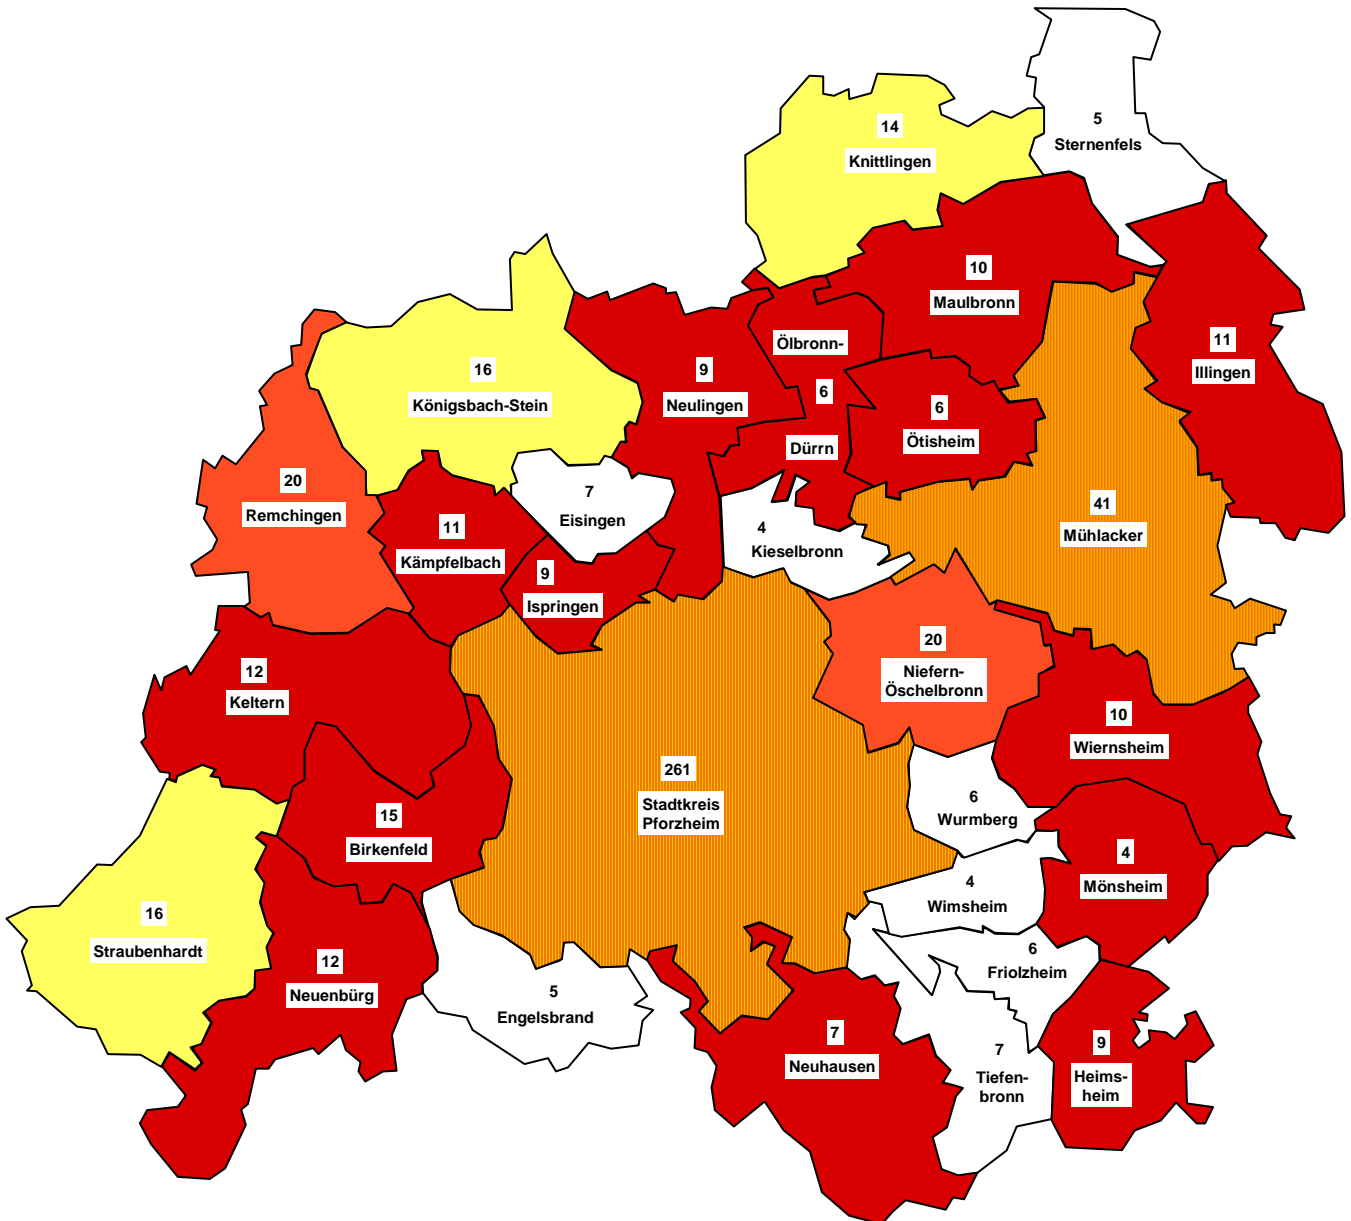 5
Sternenfels
14
Knittlingen
10
Maulbronn
11
Illingen
Ölbronn-
6
Dürrn
6
Ötisheim
9
Neulingen
16
Königsbach-Stein
20
Remchingen
7
Eisingen
11
Kämpfelbach
9
Ispringen
4
Kieselbronn
41
Mühlacker
20
Niefern-
Öschelbronn
12
Keltern
10
Wiernsheim
261
Stadtkreis
Pforzheim
6
Wurmberg
15
Birkenfeld
4
Mönsheim
4
Wimsheim
16
Straubenhardt
12
Neuenbürg
6
Friolzheim
5
Engelsbrand
7
Neuhausen
7
Tiefen-
bronn
9
Heims-
heim